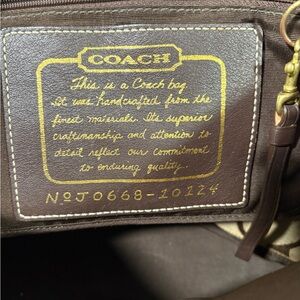 COACH
This is a Coach bag.
It was handcrafted from the
finest materials. Its superior
craftsmanship and attention to
detail reflect our commitment
to enduring quality.
Nº J0668-10124